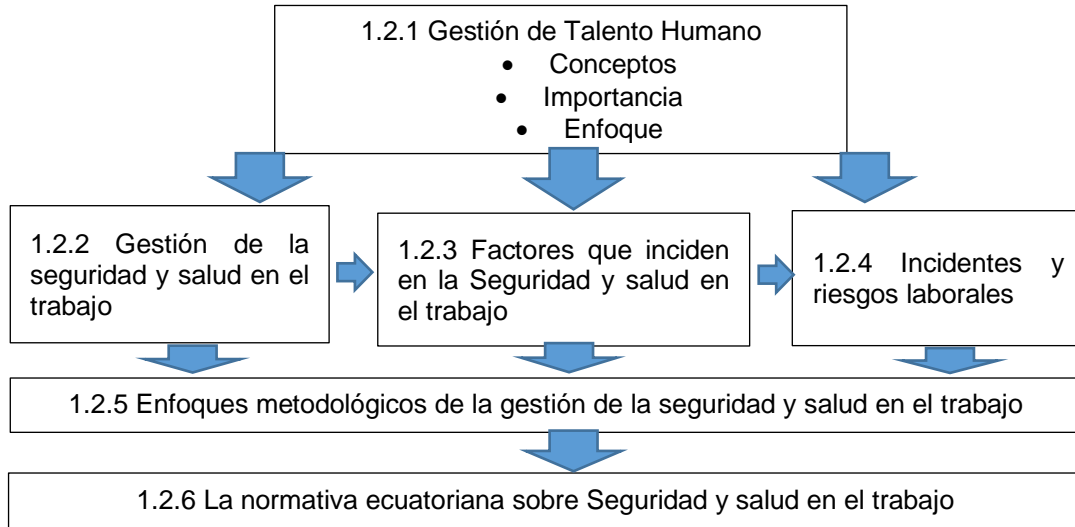 1.2.1 Gestión de Talento Humano
• Conceptos
• Importancia
• Enfoque
1.2.2 Gestión de la
seguridad y salud en el
trabajo
1.2.3 Factores que inciden
en la Seguridad y salud en
el trabajo
1.2.4 Incidentes y
riesgos laborales
1.2.5 Enfoques metodológicos de la gestión de la seguridad y salud en el trabajo
1.2.6 La normativa ecuatoriana sobre Seguridad y salud en el trabajo